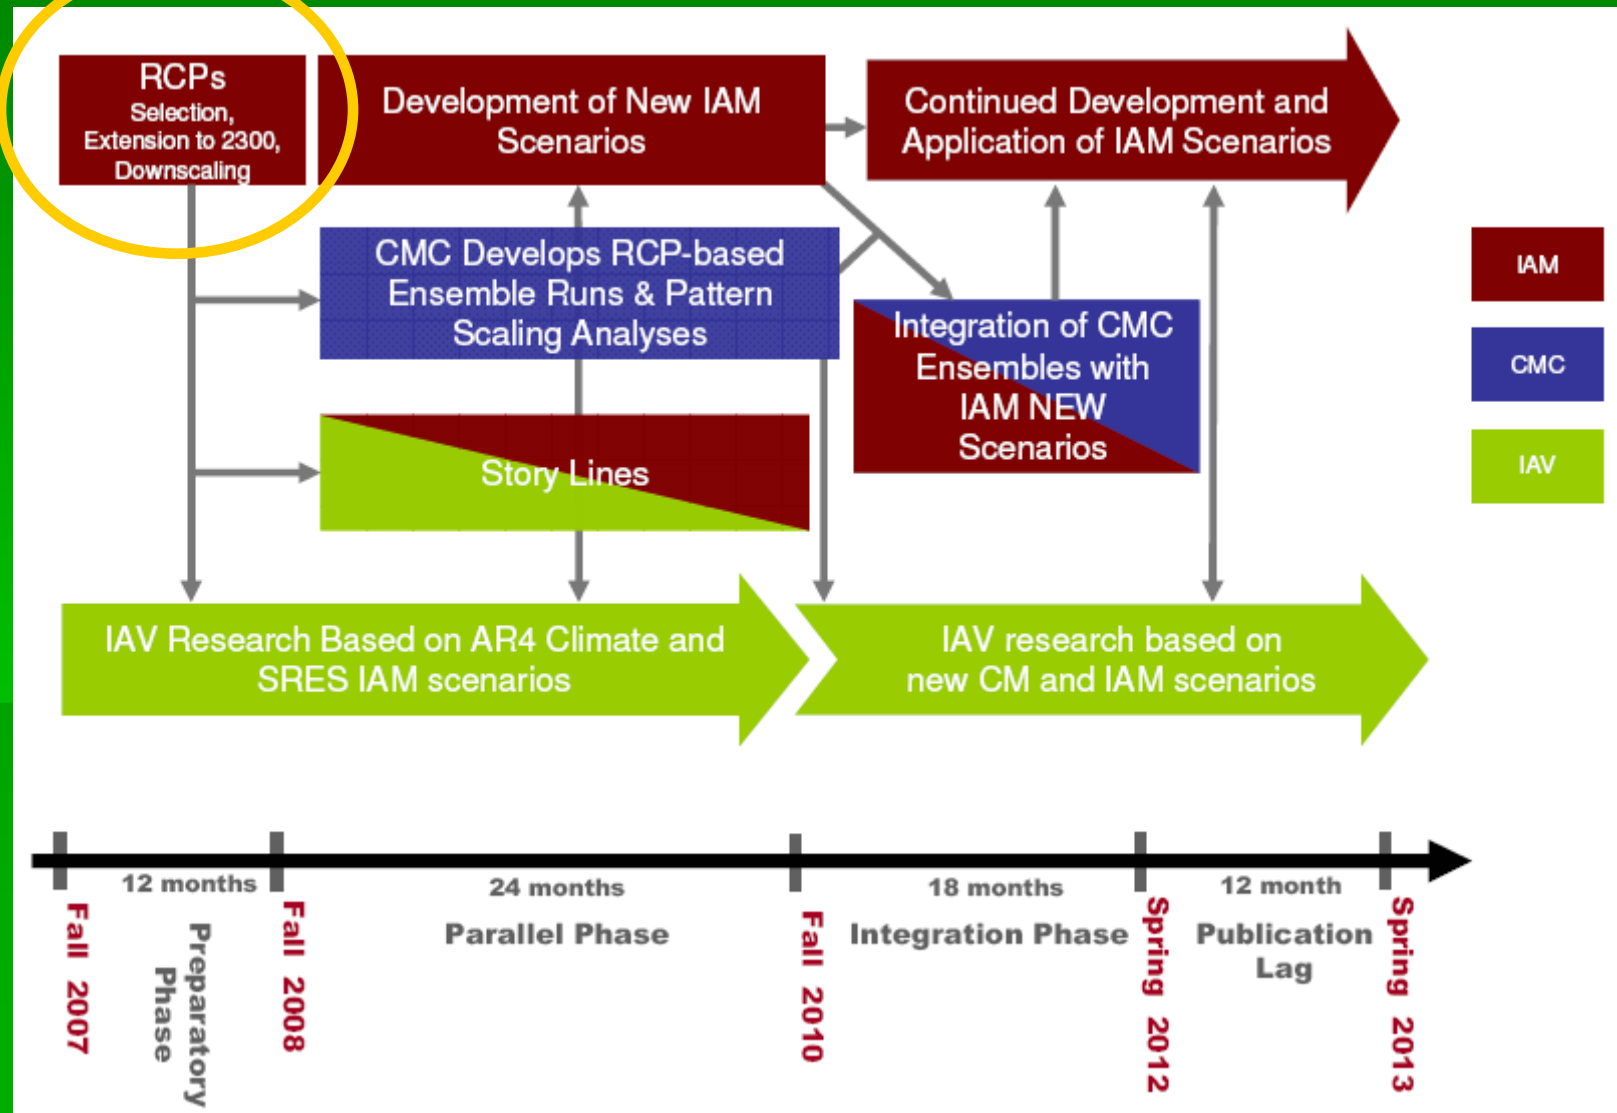 RCPs
Selection,
Extension to 2300,
Downscaling
Development of New IAM
Scenarios
Continued Development and
Application of IAM Scenarios
CMC Develops RCP-based
Ensemble Runs & Pattern
Scaling Analyses
Integration of CMC
Ensembles with
IAM NEW
Scenarios
Story Lines
IAM
CMC
IAV
IAV Research Based on AR4 Climate and
SRES IAM scenarios
IAV research based on
new CM and IAM scenarios
12 months
24 months
18 months
12 month
Fall 2007
Preparatory
Phase
Fall 2008
Parallel Phase
Fall 2010
Integration Phase
Spring 2012
Publication
Lag
Spring 2013